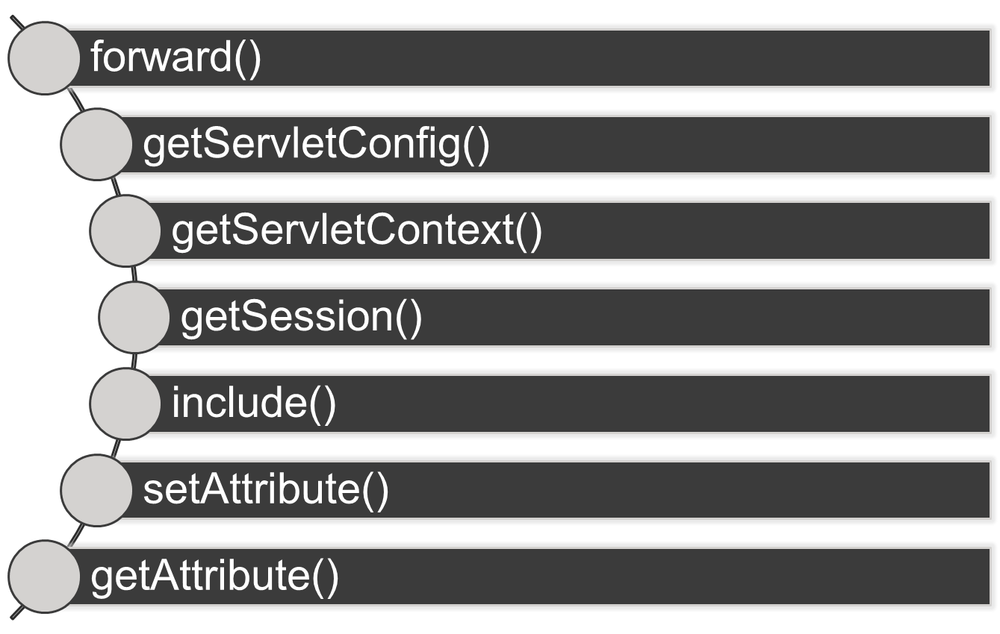 forward()
getServletConfig()
getServletContext()
getSession()
include()
setAttribute()
getAttribute()